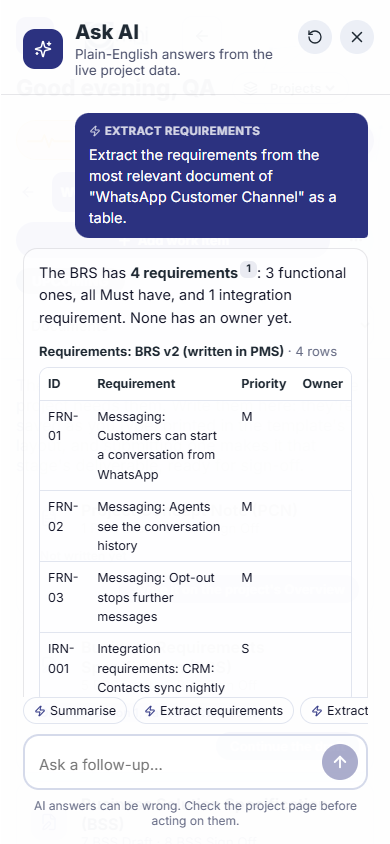 Ask AI
Plain-English answers from the
live project data.
Good evening, QA
EXTRACT REQUIREMENTS
Extract the requirements from the
most relevant document of
"WhatsApp Customer Channel" as a
table.
The BRS has 4 requirements 1 : 3 functional
ones, all Must have, and 1 integration
requirement. None has an owner yet.
Requirements: BRS v2 (written in PMS) · 4 rows
ID Requirement Priority Owner
FRN-01 Messaging: Customers can start a conversation from WhatsApp M
FRN-02 Messaging: Agents see the conversation history M
FRN-03 Messaging: Opt-out stops further messages M
IRN-001 Integration requirements: CRM: Contacts sync nightly S
Summarise Extract requirements Extract
Ask a follow-up...
AI answers can be wrong. Check the project page before
acting on them.